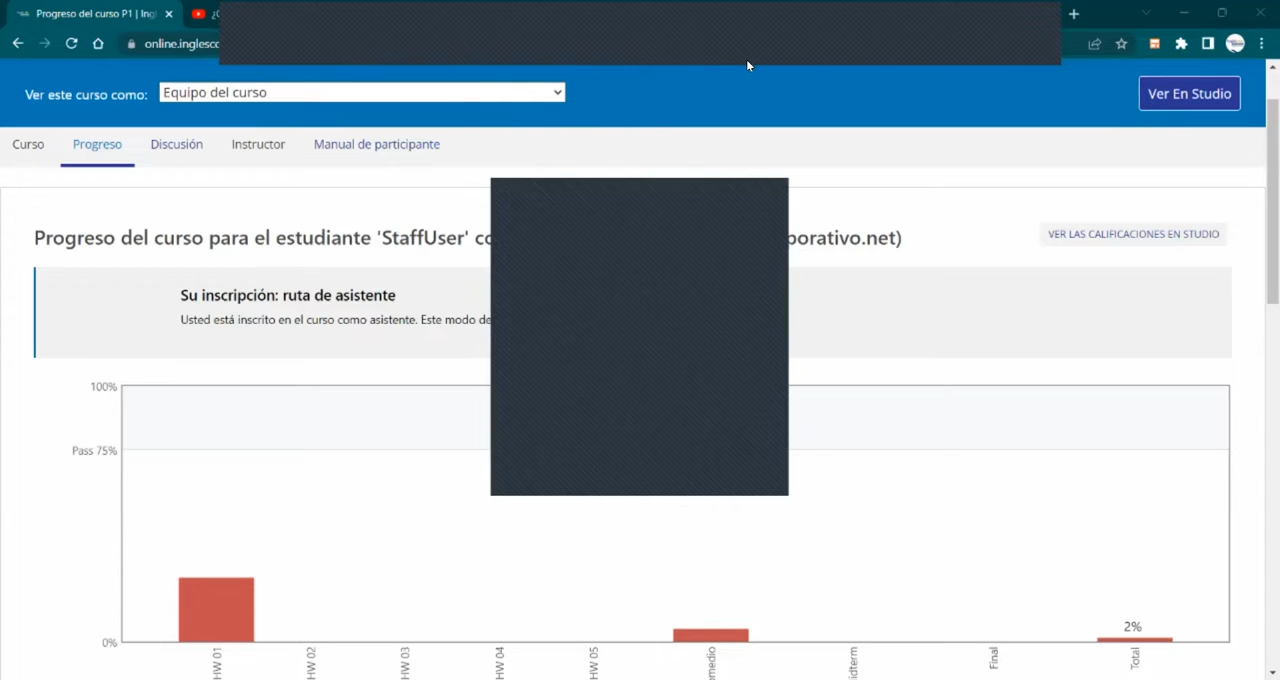 Progreso del curso P1 | Ing
online.inglesco
Ver este curso como:
Equipo del curso
Ver En Studio
Curso
Progreso
Discusión
Instructor
Manual de participante
Progreso del curso para el estudiante 'StaffUser' co
porativo.net)
VER LAS CALIFICACIONES EN STUDIO
Su inscripción: ruta de asistente
Usted está inscrito en el curso como asistente. Este modo de
100%
Pass 75%
0%
2%
HW 01
HW 02
HW 03
HW 04
HW 05
medio
idterm
Final
Total